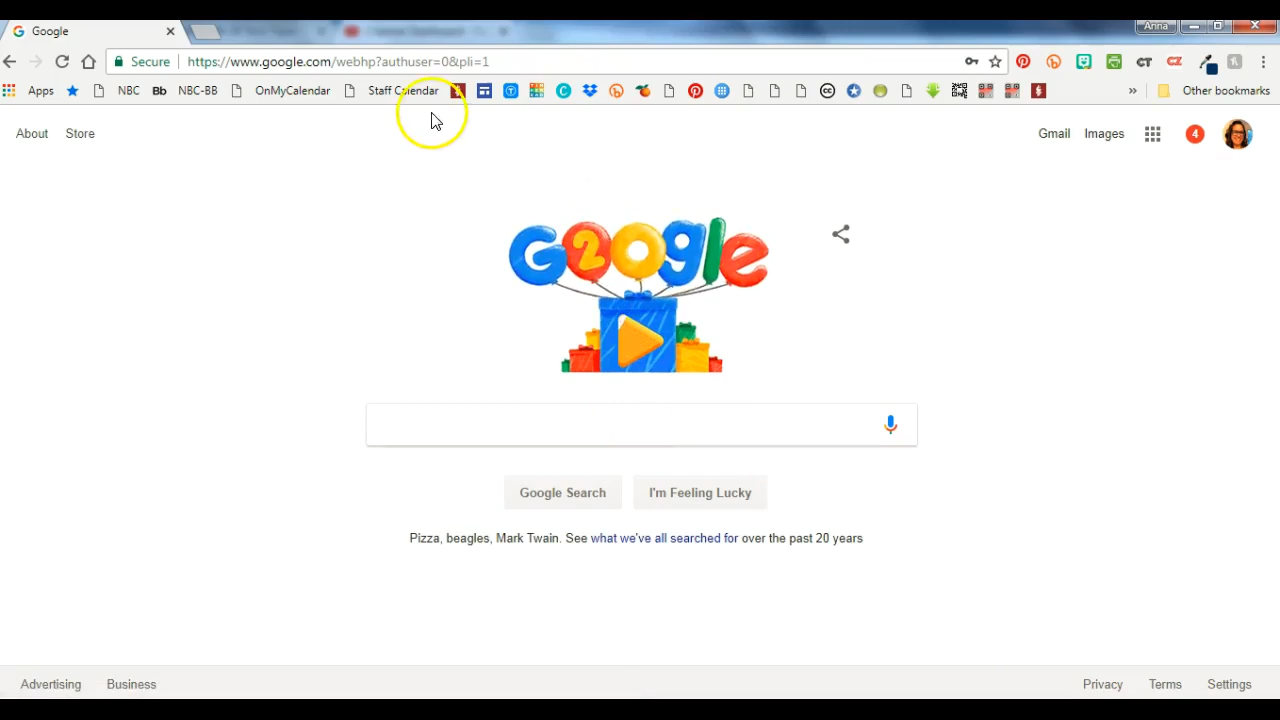 Google
Anna
Secure https://www.google.com/webhp?authuser=0&pli=1
Apps NBC Bb NBC-BB OnMyCalendar Staff Calendar Other bookmarks
About Store Gmail Images 4
G2OOgle
Google Search I'm Feeling Lucky
Pizza, beagles, Mark Twain. See what we've all searched for over the past 20 years
Advertising Business Privacy Terms Settings